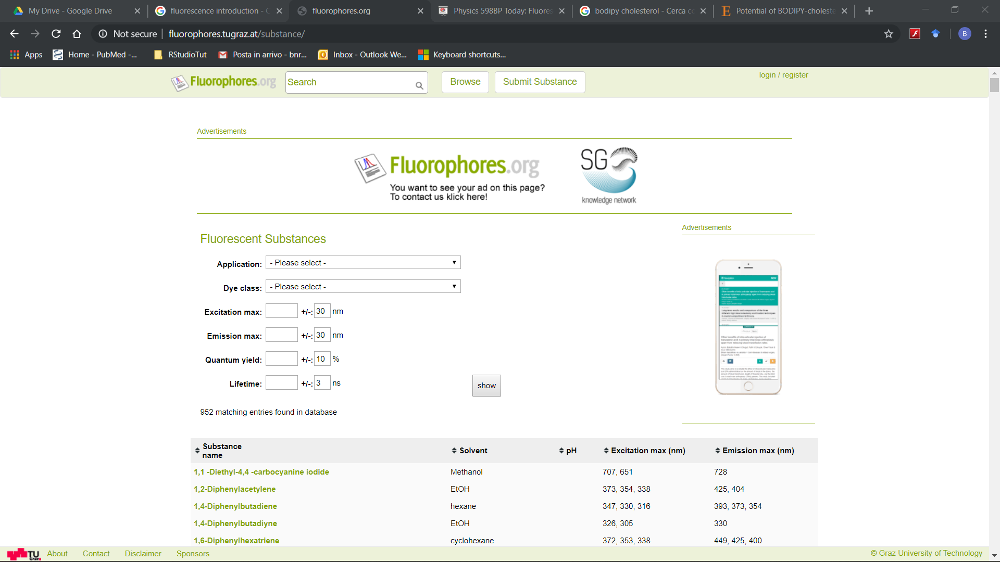 My Drive - Google Drive
fluorescence introduction - C
fluorophores.org
Physics 598BP Today: Fluores
bodipy cholesterol - Cerca co
Potential of BODIPY-choleste
Not secure | fluorophores.tugraz.at/substance/
B
Apps
Home - PubMed -...
RStudioTut
Posta in arrivo - bnr...
Inbox - Outlook We...
Keyboard shortcuts...
Fluorophores.org
Search
Browse
Submit Substance
login / register
Advertisements
Fluorophores.org
You want to see your ad on this page?
To contact us klick here!
SG
knowledge network
Advertisements
Fluorescent Substances
Application: - Please select -
Dye class: - Please select -
Excitation max: +/-: 30 nm
Emission max: +/-: 30 nm
Quantum yield: +/-: 10 %
Lifetime: +/-: 3 ns
show
952 matching entries found in database
Substance name Solvent pH Excitation max (nm) Emission max (nm)
1,1 -Diethyl-4,4 -carbocyanine iodide Methanol 707, 651 728
1,2-Diphenylacetylene EtOH 373, 354, 338 425, 404
1,4-Diphenylbutadiene hexane 347, 330, 316 393, 373, 354
1,4-Diphenylbutadiyne EtOH 326, 305 330
1,6-Diphenylhexatriene cyclohexane 372, 353, 338 449, 425, 400
TU Graz
About
Contact
Disclaimer
Sponsors
© Graz University of Technology